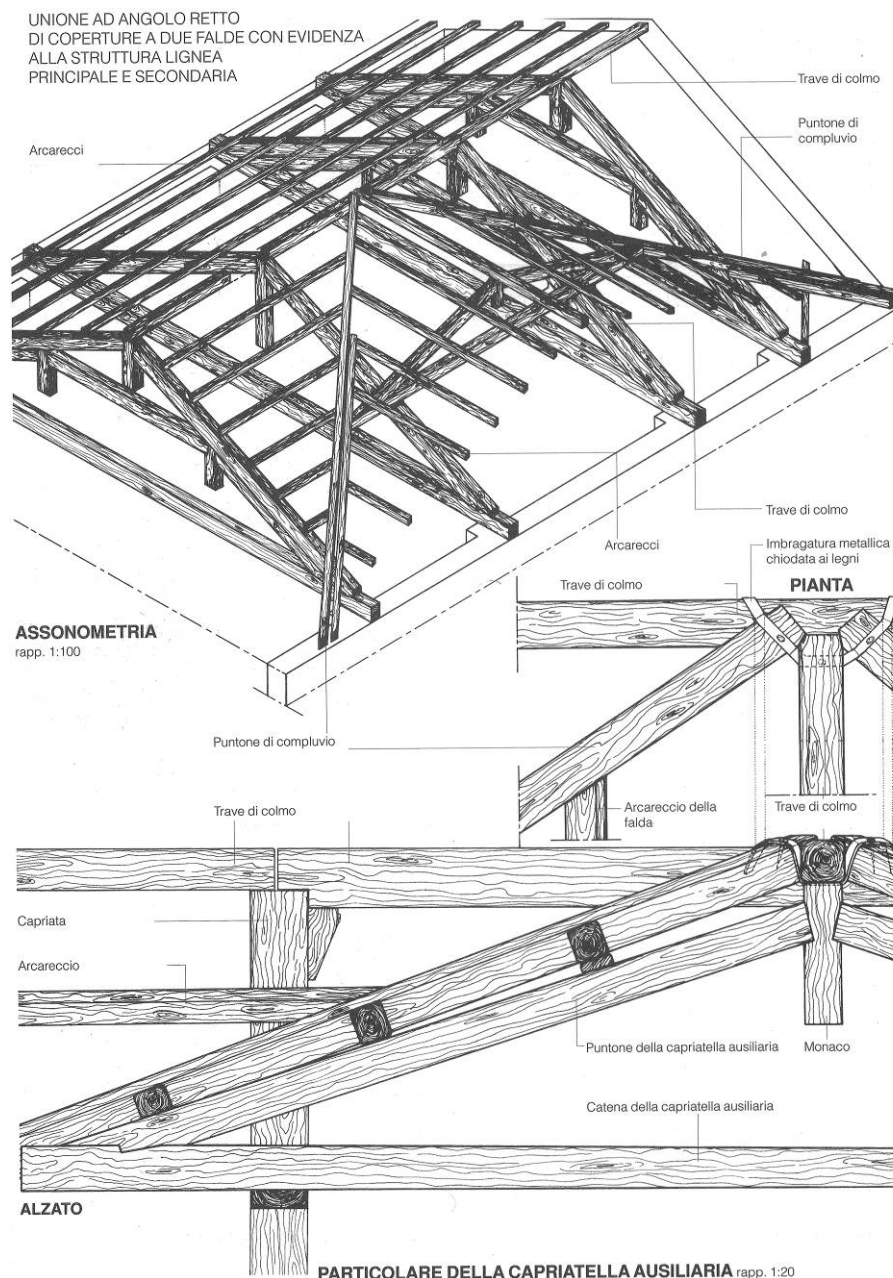 UNIONE AD ANGOLO RETTO
DI COPERTURE A DUE FALDE CON EVIDENZA
ALLA STRUTTURA LIGNEA
PRINCIPALE E SECONDARIA
Trave di colmo
Puntone di
compluvio
Arcarecci
Trave di colmo
Arcarecci
Imbragatura metallica
chiodata ai legni
Trave di colmo
PIANTA
ASSONOMETRIA
rapp. 1:100
Puntone di compluvio
Trave di colmo
Arcareccio della
falda
Trave di colmo
Capriata
Arcareccio
Puntone della capriatella ausiliaria
Monaco
Catena della capriatella ausiliaria
ALZATO
PARTICOLARE DELLA CAPRIATELLA AUSILIARIA rapp. 1:20